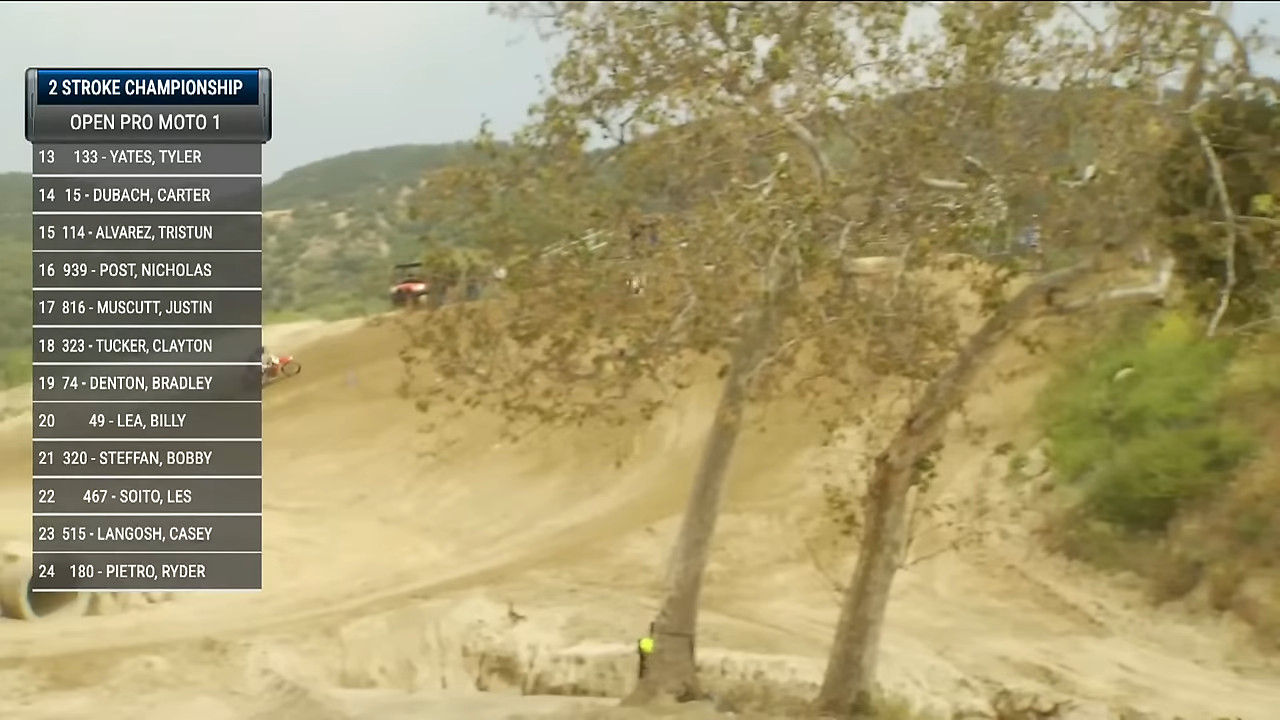 2 STROKE CHAMPIONSHIP
OPEN PRO MOTO 1
13 133 - YATES, TYLER
14 15 - DUBACH, CARTER
15 114 - ALVAREZ, TRISTUN
16 939 - POST, NICHOLAS
17 816 - MUSCUTT, JUSTIN
18 323 - TUCKER, CLAYTON
19 74 - DENTON, BRADLEY
20 49 - LEA, BILLY
21 320 - STEFFAN, BOBBY
22 467 - SOITO, LES
23 515 - LANGOSH, CASEY
24 180 - PIETRO, RYDER